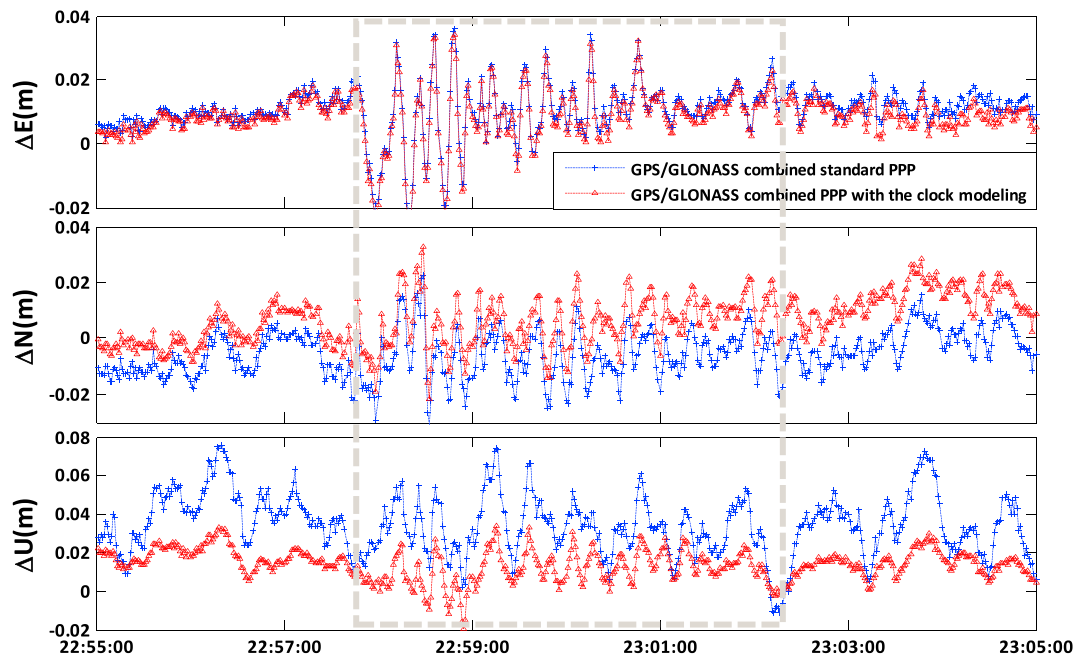 0.04
0.02
0
-0.02
ΔE(m)
GPS/GLONASS combined standard PPP
GPS/GLONASS combined PPP with the clock modeling
0.04
0.02
0
-0.02
ΔN(m)
0.08
0.06
0.04
0.02
0
-0.02
ΔU(m)
22:55:00 22:57:00 22:59:00 23:01:00 23:03:00 23:05:00